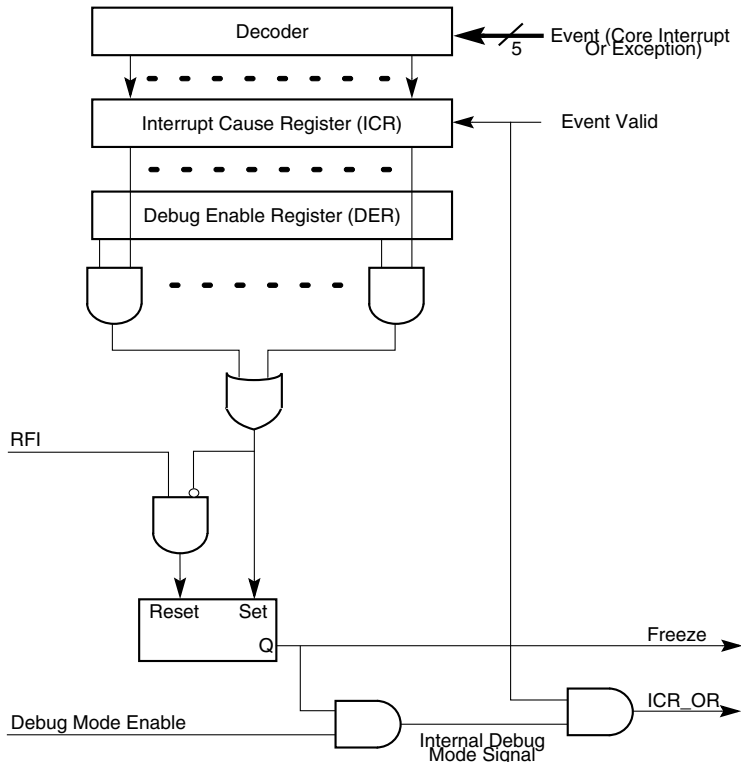 Decoder
Event (Core Interrupt
Or Exception)
5
Interrupt Cause Register (ICR)
Event Valid
Debug Enable Register (DER)
RFI
Reset
Set
Q
Freeze
ICR_OR
Debug Mode Enable
Internal Debug
Mode Signal